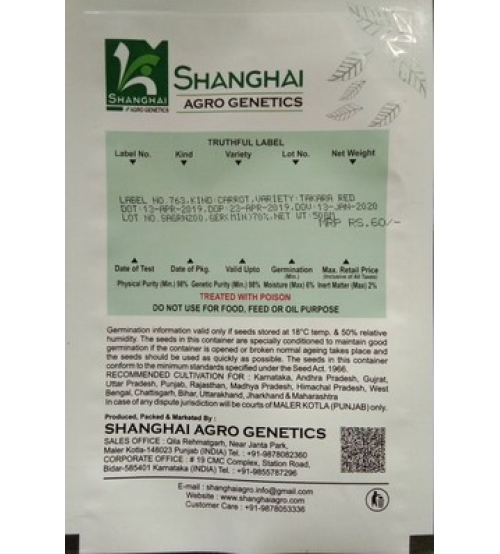 SHANGHAI
AGRO GENETICS
SHANGHAI
AGRO GENETICS
TRUTHFUL LABEL
Label No. Kind Variety Lot No. Net Weight
LABEL NO.763,KIND:CARROT,VARIETY:TAKARA RED
DOT:13-APR-2019,DOP:23-APR-2019,DOV:13-JAN-2020
LOT NO.SAGRN200,GER(MIN)70%,NET WT:50GM
MRP RS.60/-
Date of Test Date of Pkg. Valid Upto Germination (Min.) Max. Retail Price (Inclusive of All Taxes)
Physical Purity (Min.) 98% Genetic Purity (Min.) 98% Moisture (Max) 6% Inert Matter (Max) 2%
TREATED WITH POISON
DO NOT USE FOR FOOD, FEED OR OIL PURPOSE
Germination information valid only if seeds stored at 18°C temp. & 50% relative
humidity. The seeds in this container are specially conditioned to maintain good
germination if the container is opened or broken normal ageing takes place and
the seeds should be used as quickly as possible. The seeds in this container
conform to the minimum standards specified under the Seed Act. 1966.
RECOMMENDED CULTIVATION FOR : Karnataka, Andhra Pradesh, Gujrat,
Uttar Pradesh, Punjab, Rajasthan, Madhya Pradesh, Himachal Pradesh, West
Bengal, Chattisgarh, Bihar, Uttarakhand, Jharkhand & Maharashtra
In case of any dispute jurisdiction will be courts of MALER KOTLA (PUNJAB) only.
Produced, Packed & Marketed By :
SHANGHAI AGRO GENETICS
SALES OFFICE : Qila Rehmatgarh, Near Janta Park,
Maler Kotla-148023 Punjab (INDIA) Tel. : +91-9878082360
CORPORATE OFFICE : # 19 CMC Complex, Station Road,
Bidar-585401 Karnataka (INDIA) Tel. : +91-9855787296
E-mail : shanghaiagro.info@gmail.com
Website : www.shanghaiagro.com
Customer Care : +91-9878053336